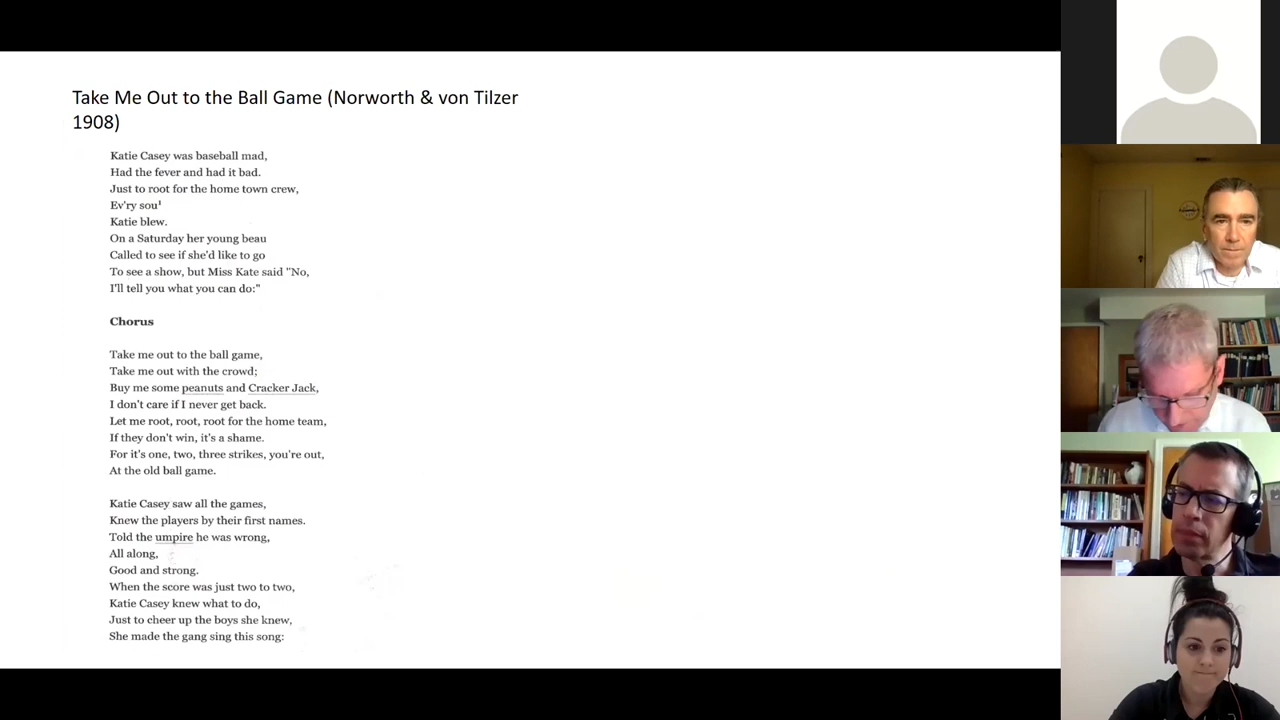 Take Me Out to the Ball Game (Norworth & von Tilzer
1908)
Katie Casey was baseball mad,
Had the fever and had it bad.
Just to root for the home town crew,
Ev'ry sou¹
Katie blew.
On a Saturday her young beau
Called to see if she'd like to go
To see a show, but Miss Kate said "No,
I'll tell you what you can do:"
Chorus
Take me out to the ball game,
Take me out with the crowd;
Buy me some peanuts and Cracker Jack,
I don't care if I never get back.
Let me root, root, root for the home team,
If they don't win, it's a shame.
For it's one, two, three strikes, you're out,
At the old ball game.
Katie Casey saw all the games,
Knew the players by their first names.
Told the umpire he was wrong,
All along,
Good and strong.
When the score was just two to two,
Katie Casey knew what to do,
Just to cheer up the boys she knew,
She made the gang sing this song: